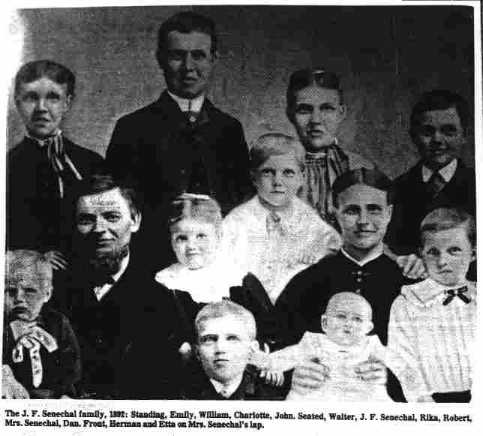 The J. F. Senechal family, 1892: Standing, Emily, William, Charlotte, John. Seated, Walter, J. F. Senechal, Rika, Robert,
Mrs. Senechal, Dan. Front, Herman and Etta on Mrs. Senechal's lap.